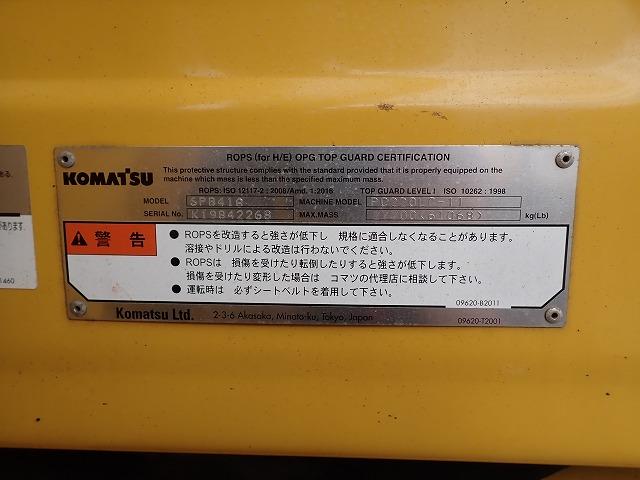 ROPS (for H/E) OPG TOP GUARD CERTIFICATION
KOMATSU
This protective structure complies with the standard provided that it is properly equipped on the
machine which mass is less than the specified maximum mass.
ROPS: ISO 12117-2 : 2008/Amd. 1:2016 TOP GUARD LEVEL I ISO 10262 : 1998
MODEL SPB41B MACHINE MODEL
SERIAL No. K19B42268 MAX.MASS kg(Lb)
警告
● ROPSを改造すると強さが低下し 規格に適合しなくなることがあります。
溶接やドリルによる改造は行わないでください。
● ROPSは 損傷を受けたり転倒したりすると強さが低下します。
損傷を受けたり変形した場合は コマツの代理店に相談して下さい。
● 運転時は 必ずシートベルトを着用して下さい。
09620-B2011
Komatsu Ltd. 2-3-6 Akasaka, Minato-ku, Tokyo, Japan
09620-T2001
があります。
1460